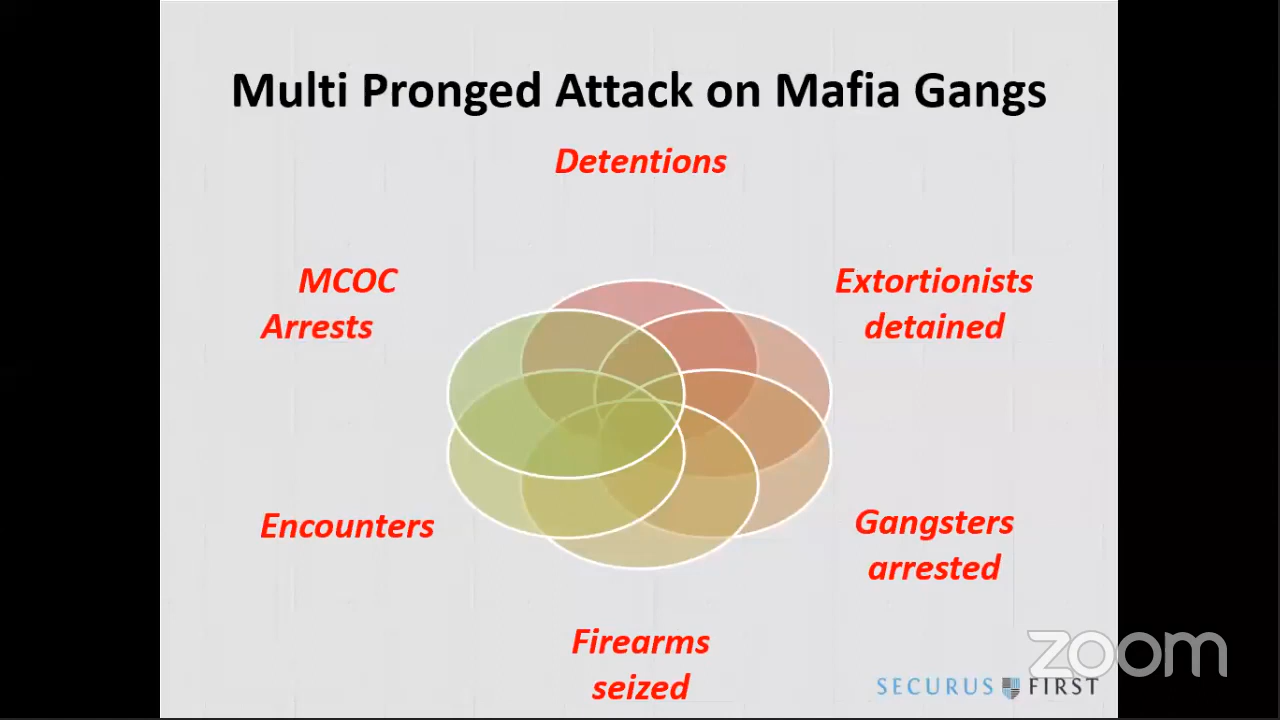 Multi Pronged Attack on Mafia Gangs
Detentions
MCOC
Arrests
Extortionists
detained
Encounters
Gangsters
arrested
Firearms
seized
zoom
SECURUS FIRST